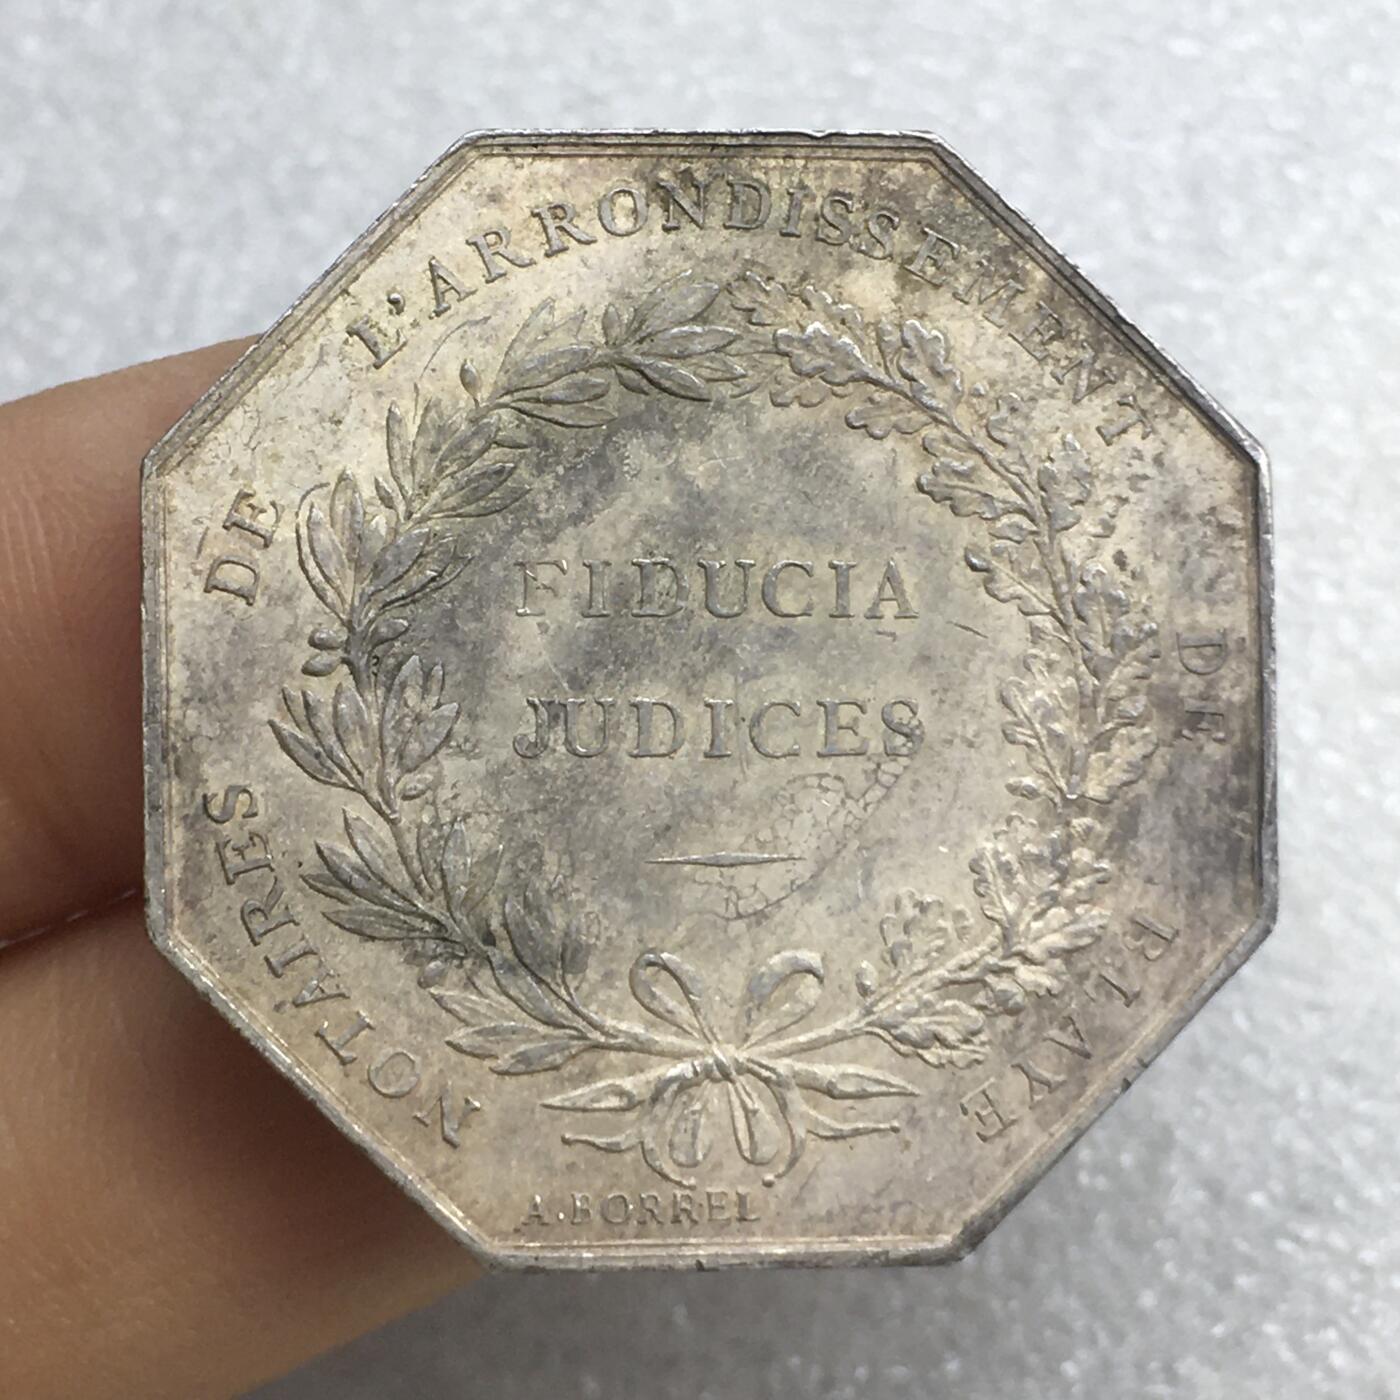 NOTAIRES DE L'ARRONDISSEMENT DE BLAYE
FIDUCIA
JUDICES
A.BORREL